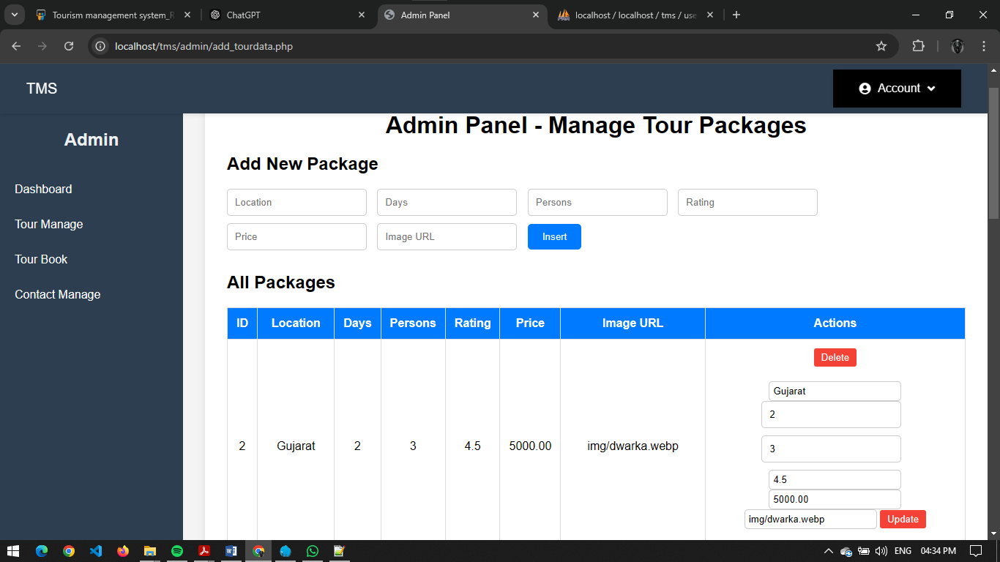 Tourism management system_R
ChatGPT
Admin Panel
localhost / localhost / tms / use
localhost/tms/admin/add_tourdata.php
TMS
Account
Admin
Dashboard
Tour Manage
Tour Book
Contact Manage
Admin Panel - Manage Tour Packages
Add New Package
Location Days Persons Rating
Price Image URL Insert
All Packages
ID Location Days Persons Rating Price Image URL Actions
2 Gujarat 2 3 4.5 5000.00 img/dwarka.webp
Delete
Gujarat
2
3
4.5
5000.00
img/dwarka.webp Update
ENG 04:34 PM